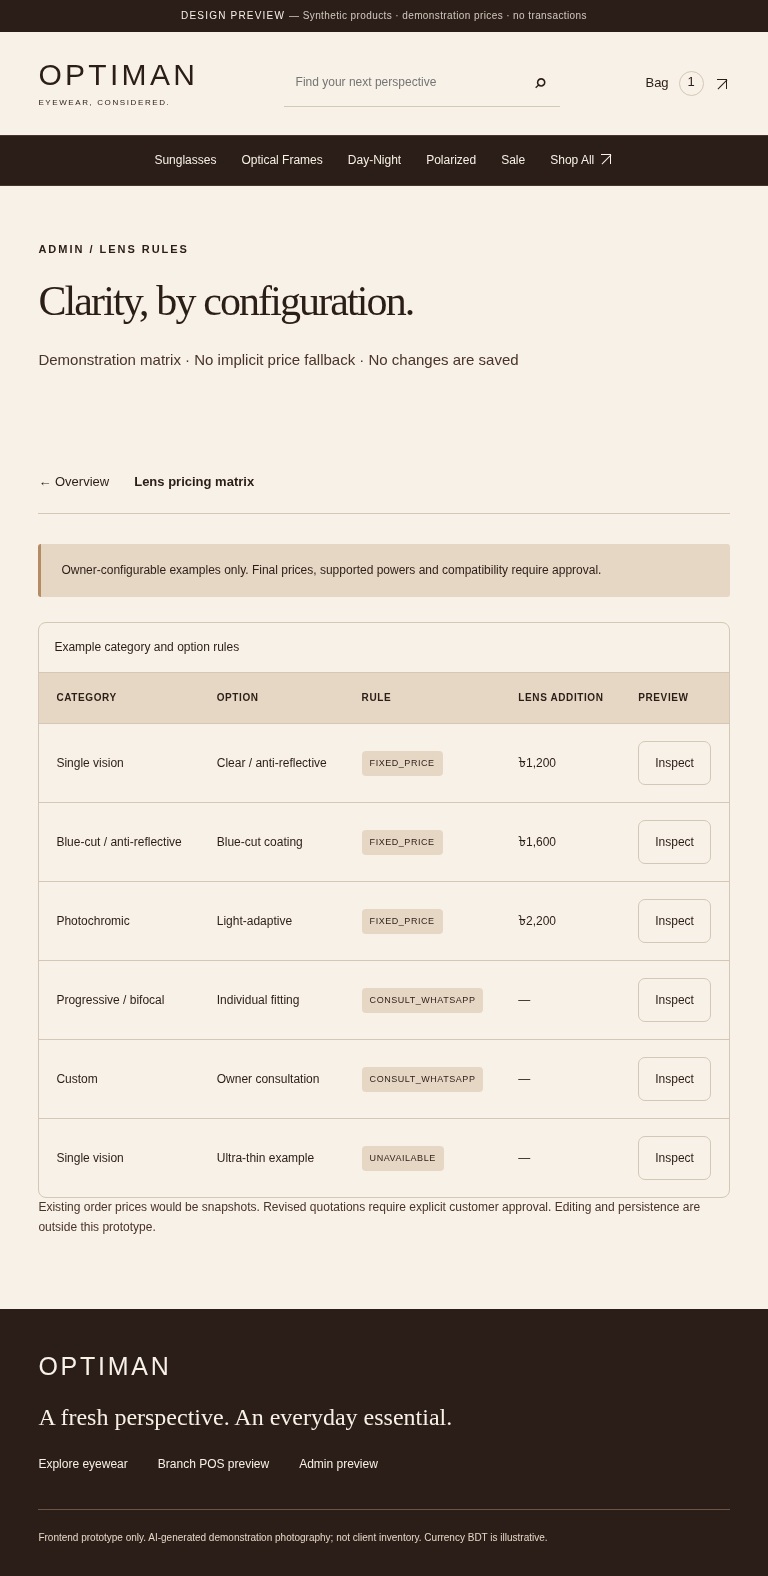 DESIGN PREVIEW — Synthetic products · demonstration prices · no transactions
OPTIMAN
EYEWEAR, CONSIDERED.
Find your next perspective
Bag 1
Sunglasses Optical Frames Day-Night Polarized Sale Shop All
ADMIN / LENS RULES
Clarity, by configuration.
Demonstration matrix · No implicit price fallback · No changes are saved
← Overview Lens pricing matrix
Owner-configurable examples only. Final prices, supported powers and compatibility require approval.
Example category and option rules
CATEGORY OPTION RULE LENS ADDITION PREVIEW
Single vision Clear / anti-reflective FIXED_PRICE ৳1,200 Inspect
Blue-cut / anti-reflective Blue-cut coating FIXED_PRICE ৳1,600 Inspect
Photochromic Light-adaptive FIXED_PRICE ৳2,200 Inspect
Progressive / bifocal Individual fitting CONSULT_WHATSAPP — Inspect
Custom Owner consultation CONSULT_WHATSAPP — Inspect
Single vision Ultra-thin example UNAVAILABLE — Inspect
Existing order prices would be snapshots. Revised quotations require explicit customer approval. Editing and persistence are
outside this prototype.
OPTIMAN
A fresh perspective. An everyday essential.
Explore eyewear Branch POS preview Admin preview
Frontend prototype only. AI-generated demonstration photography; not client inventory. Currency BDT is illustrative.